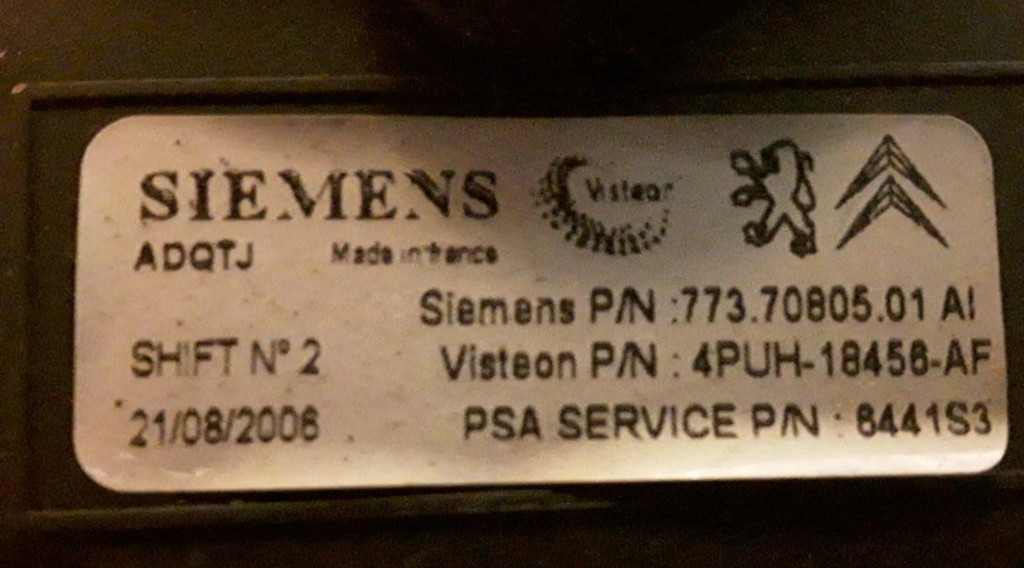 SIEMENS Visteon
ADQTJ Made in france
Siemens P/N :773.70805.01 AI
SHIFT N° 2 Visteon P/N : 4PUH-18456-AF
21/08/2006 PSA SERVICE P/N : 6441S3